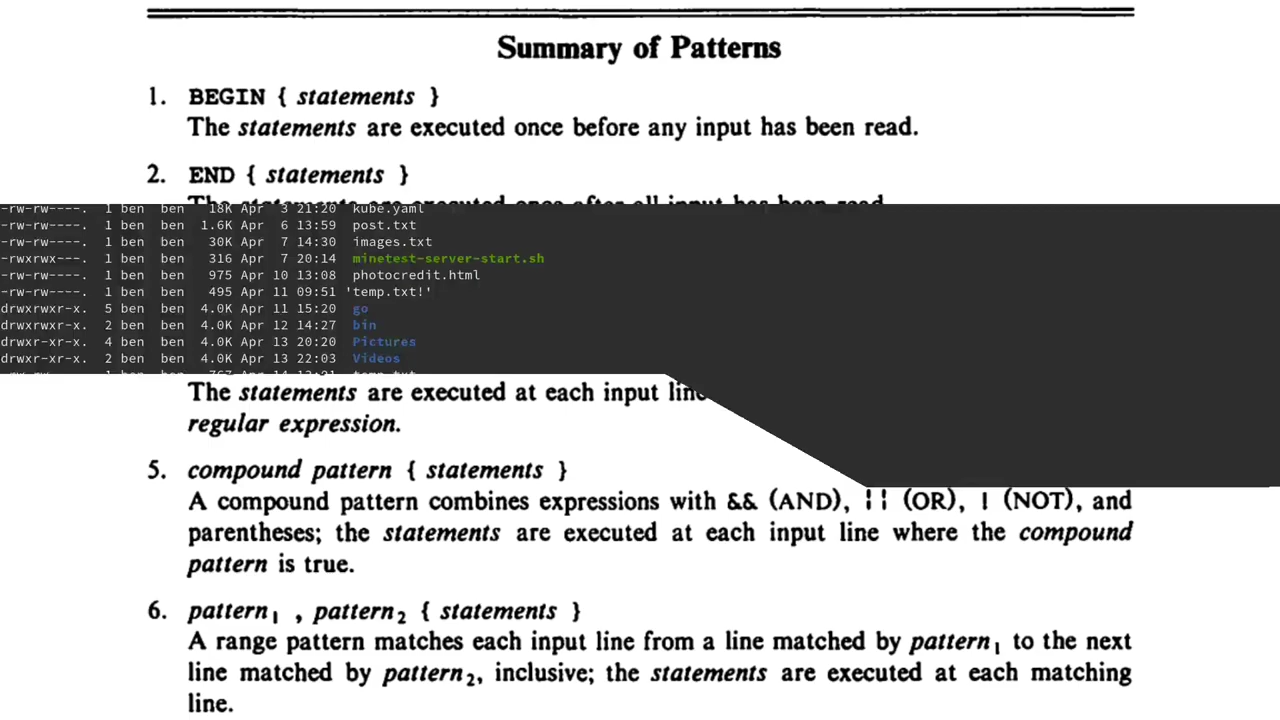 Summary of Patterns
1. BEGIN { statements }
The statements are executed once before any input has been read.
2. END { statements }
The statements are executed once after all input has been read.
-rw-rw----. 1 ben ben 18K Apr 3 21:20 kube.yaml
-rw-rw----. 1 ben ben 1.6K Apr 6 13:59 post.txt
-rw-rw----. 1 ben ben 30K Apr 7 14:30 images.txt
-rwxrwx---. 1 ben ben 316 Apr 7 20:14 minetest-server-start.sh
-rw-rw----. 1 ben ben 975 Apr 10 13:08 photocredit.html
-rw-rw----. 1 ben ben 495 Apr 11 09:51 'temp.txt!'
drwxrwxr-x. 5 ben ben 4.0K Apr 11 15:20 go
drwxrwxr-x. 2 ben ben 4.0K Apr 12 14:27 bin
drwxr-xr-x. 4 ben ben 4.0K Apr 13 20:20 Pictures
drwxr-xr-x. 2 ben ben 4.0K Apr 13 22:03 Videos
The statements are executed at each input line
regular expression.
5. compound pattern { statements }
A compound pattern combines expressions with && (AND), || (OR), | (NOT), and
parentheses; the statements are executed at each input line where the compound
pattern is true.
6. pattern1 , pattern2 { statements }
A range pattern matches each input line from a line matched by pattern1 to the next
line matched by pattern2, inclusive; the statements are executed at each matching
line.